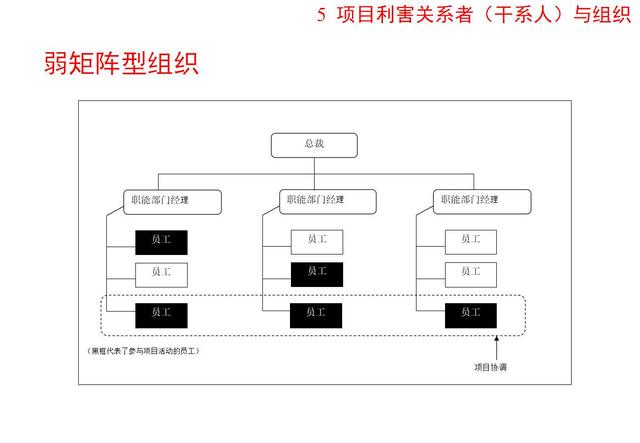 5 项目利害关系者（干系人）与组织
弱矩阵型组织
总裁
职能部门经理
职能部门经理
职能部门经理
员工
员工
员工
员工
员工
员工
员工
员工
员工
（黑框代表了参与项目活动的员工）
项目协调